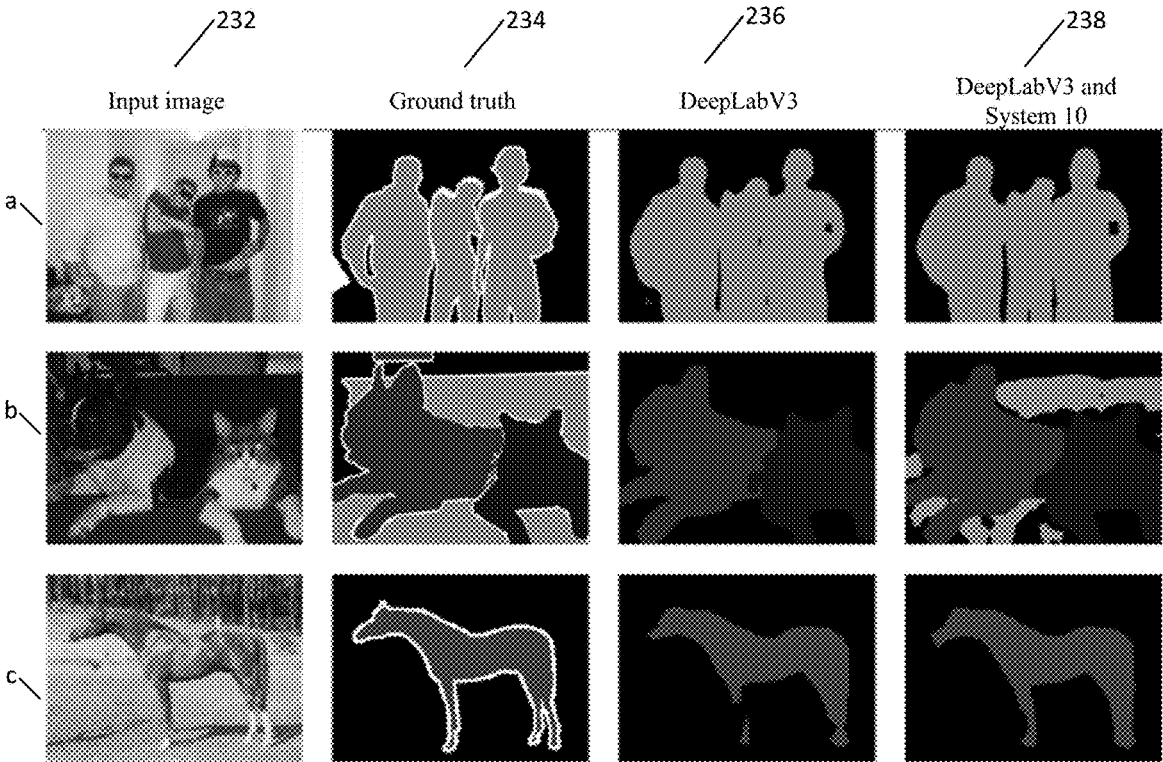 232
234
236
238
Input image
Ground truth
DeepLabV3
DeepLabV3 and
System 10
a
b
c